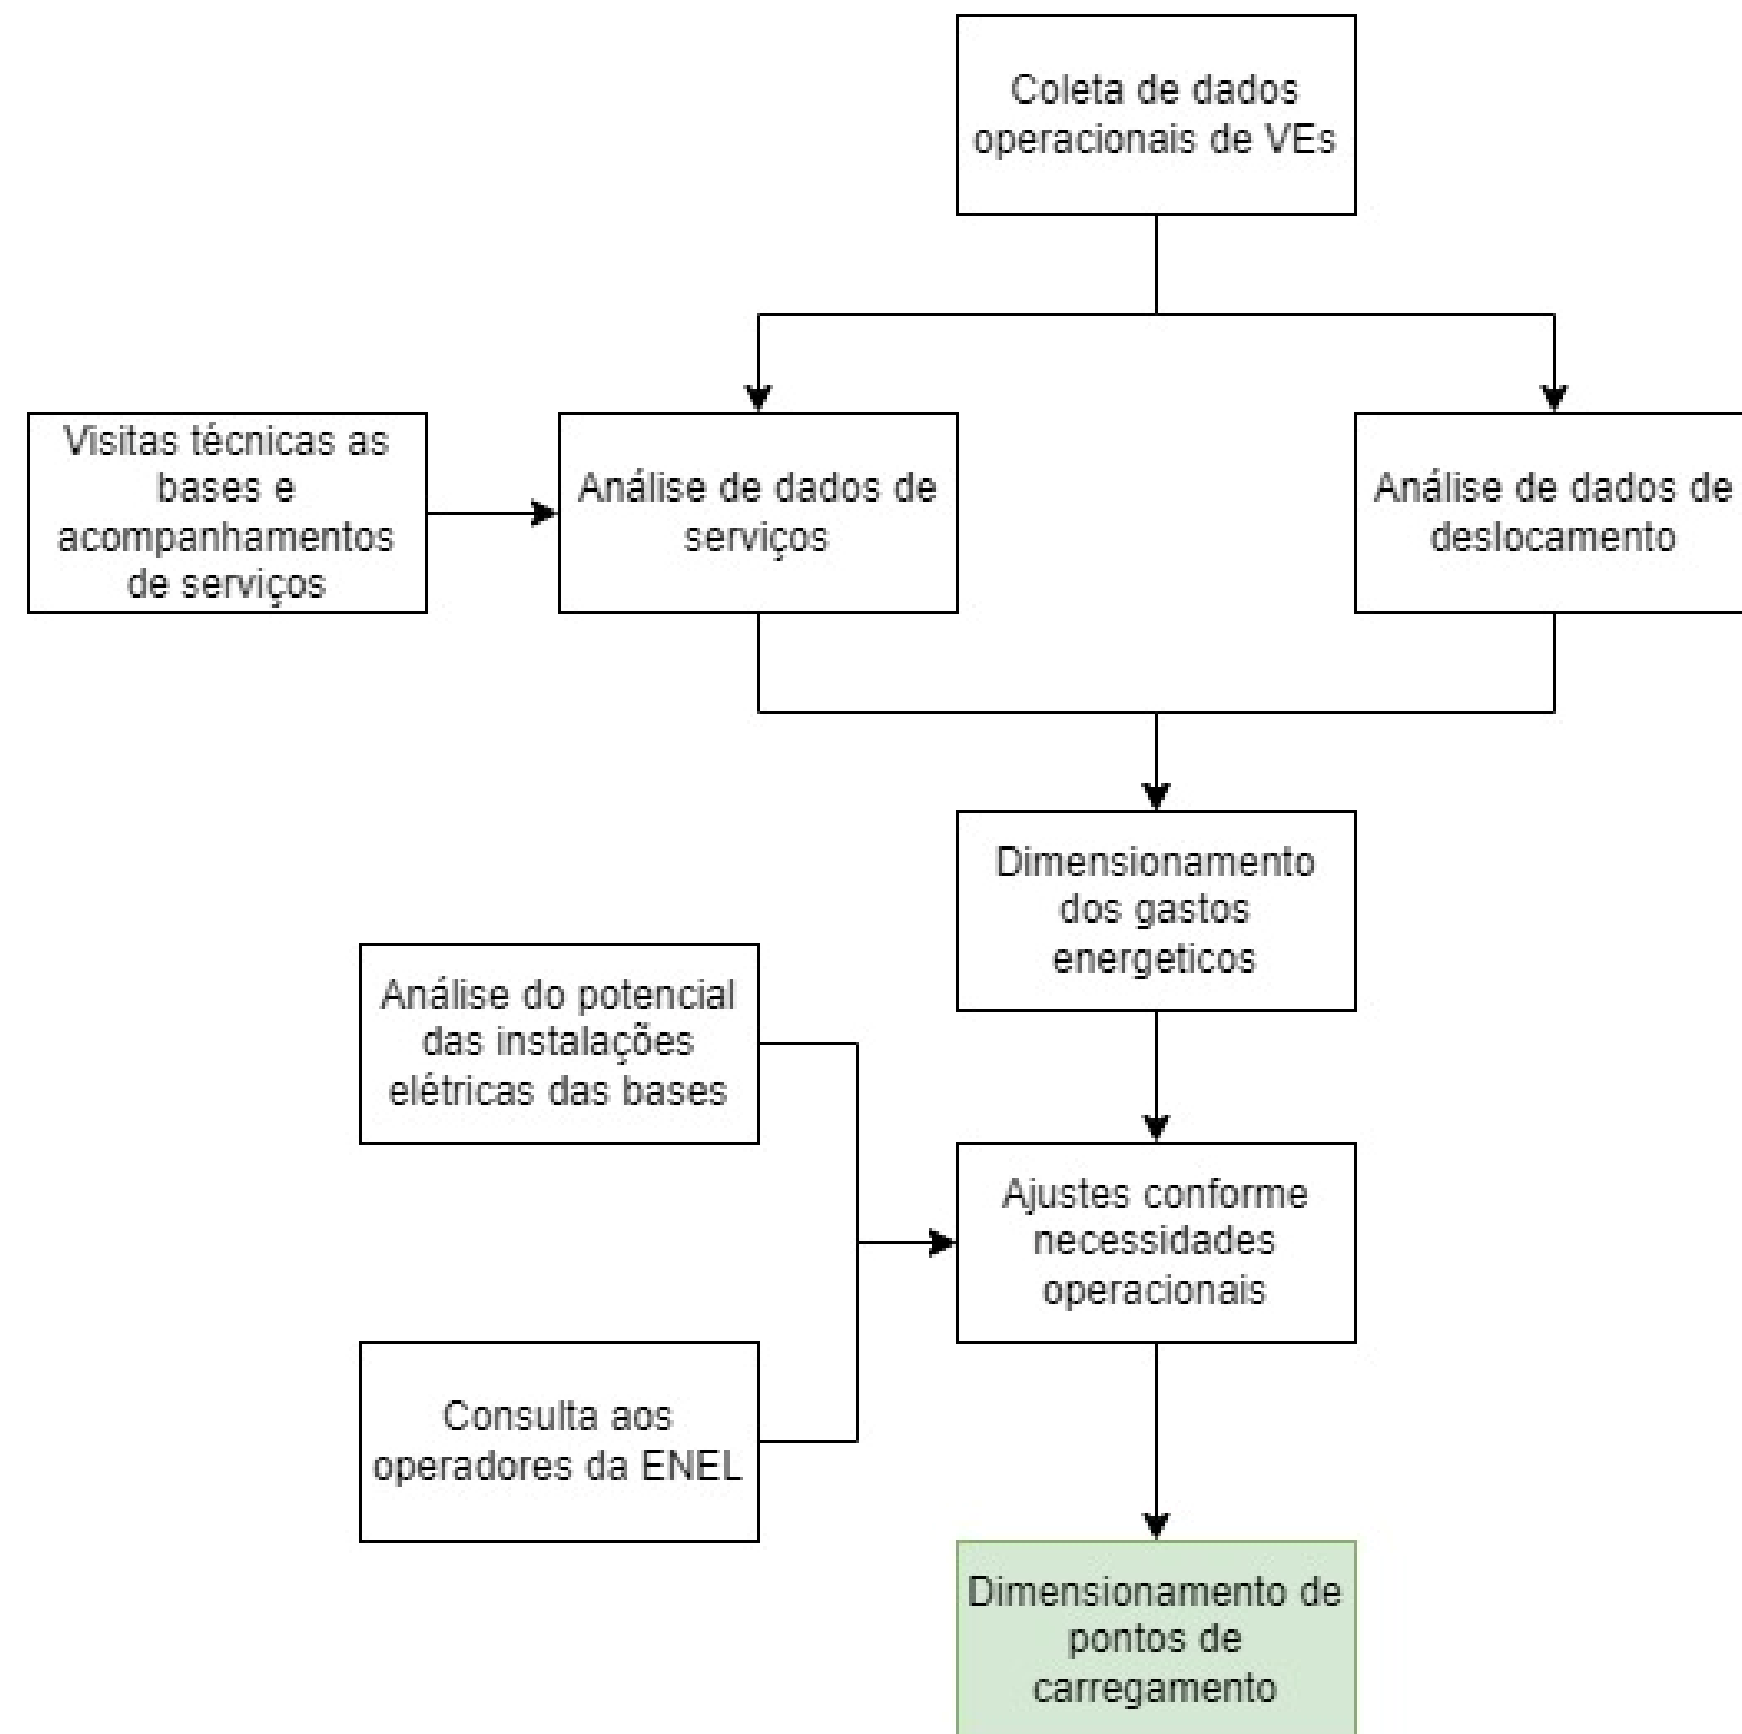 Coleta de dados
operacionais de VEs
Visitas técnicas as
bases e
acompanhamentos
de serviços
Análise de dados de
serviços
Análise de dados de
deslocamento
Dimensionamento
dos gastos
energeticos
Análise do potencial
das instalações
elétricas das bases
Ajustes conforme
necessidades
operacionais
Consulta aos
operadores da ENEL
Dimensionamento de
pontos de
carregamento